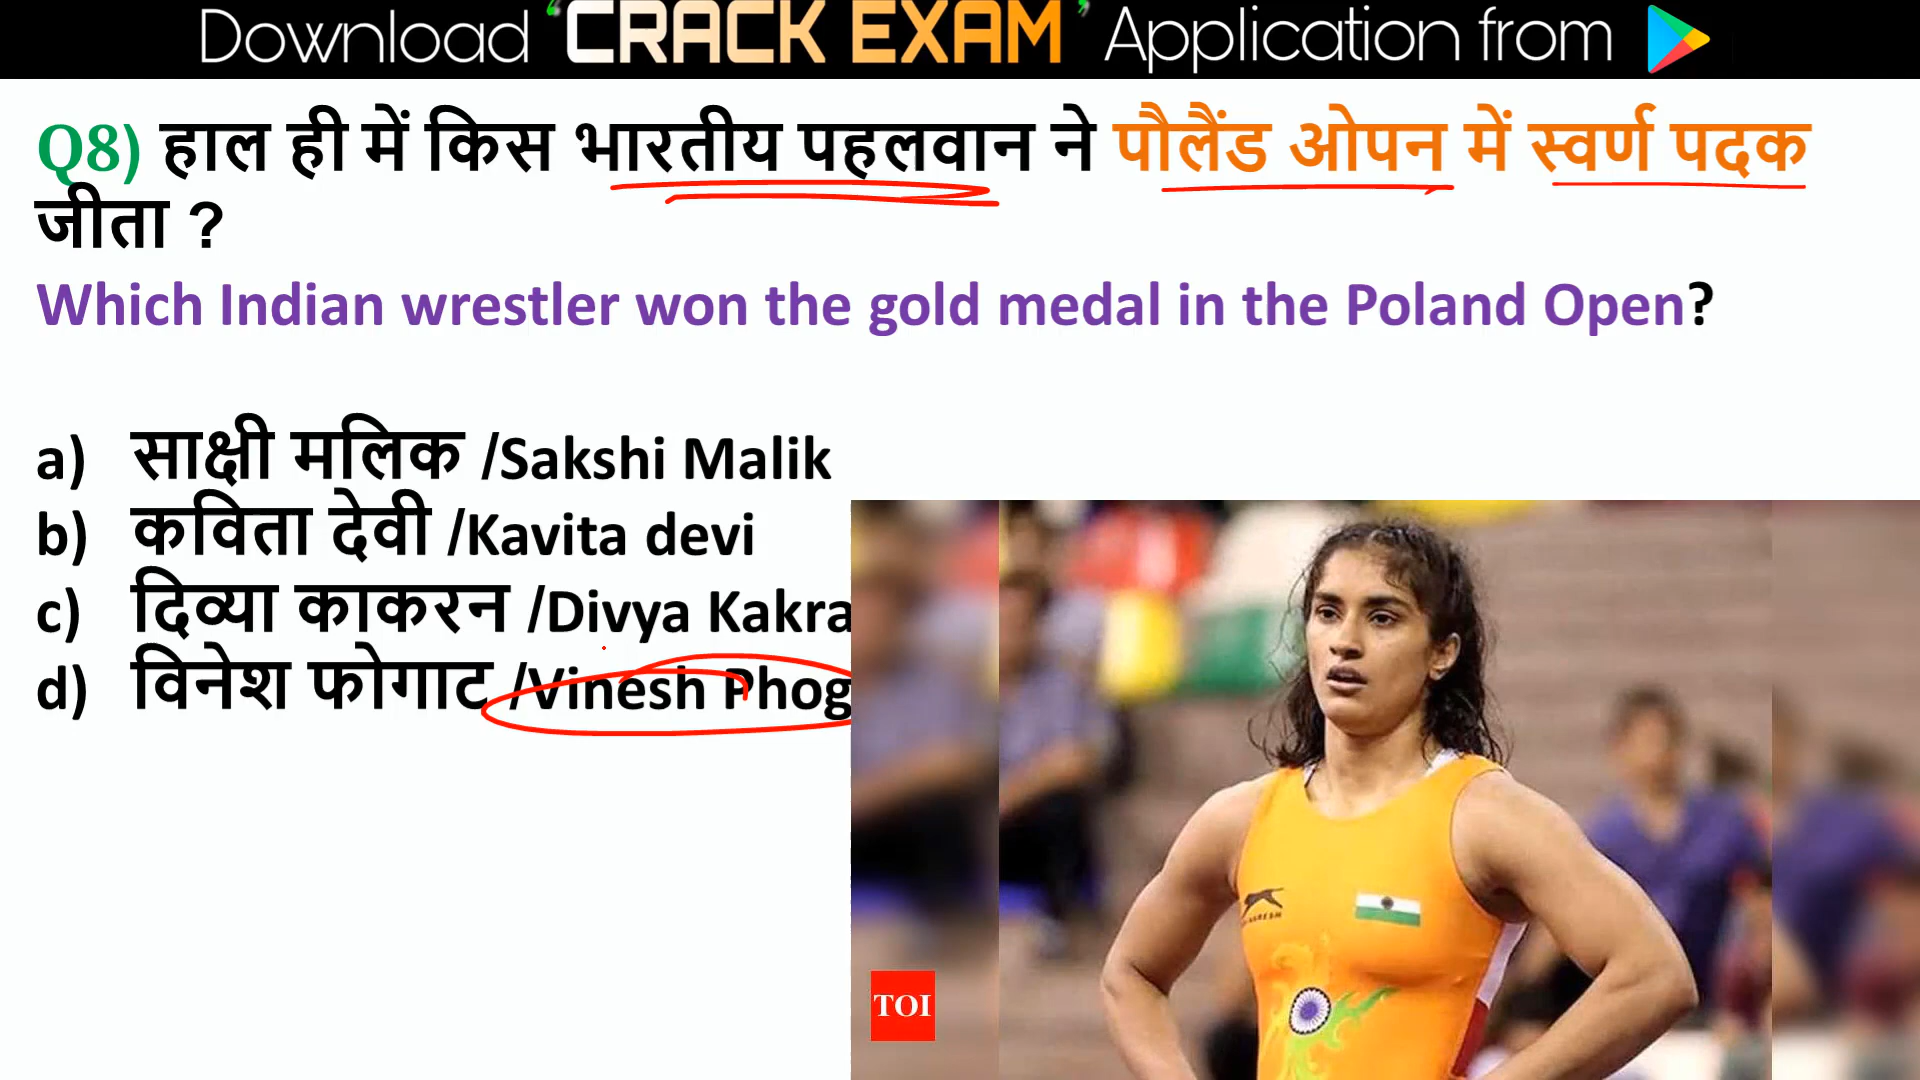 Download ‘CRACK EXAM’ Application from
Q8) हाल ही में किस भारतीय पहलवान ने पौलैंड ओपन में स्वर्ण पदक
जीता ?
Which Indian wrestler won the gold medal in the Poland Open?
a) साक्षी मलिक /Sakshi Malik
b) कविता देवी /Kavita devi
c) दिव्या काकरन /Divya Kakra
d) विनेश फोगाट /Vinesh Phog
TOI